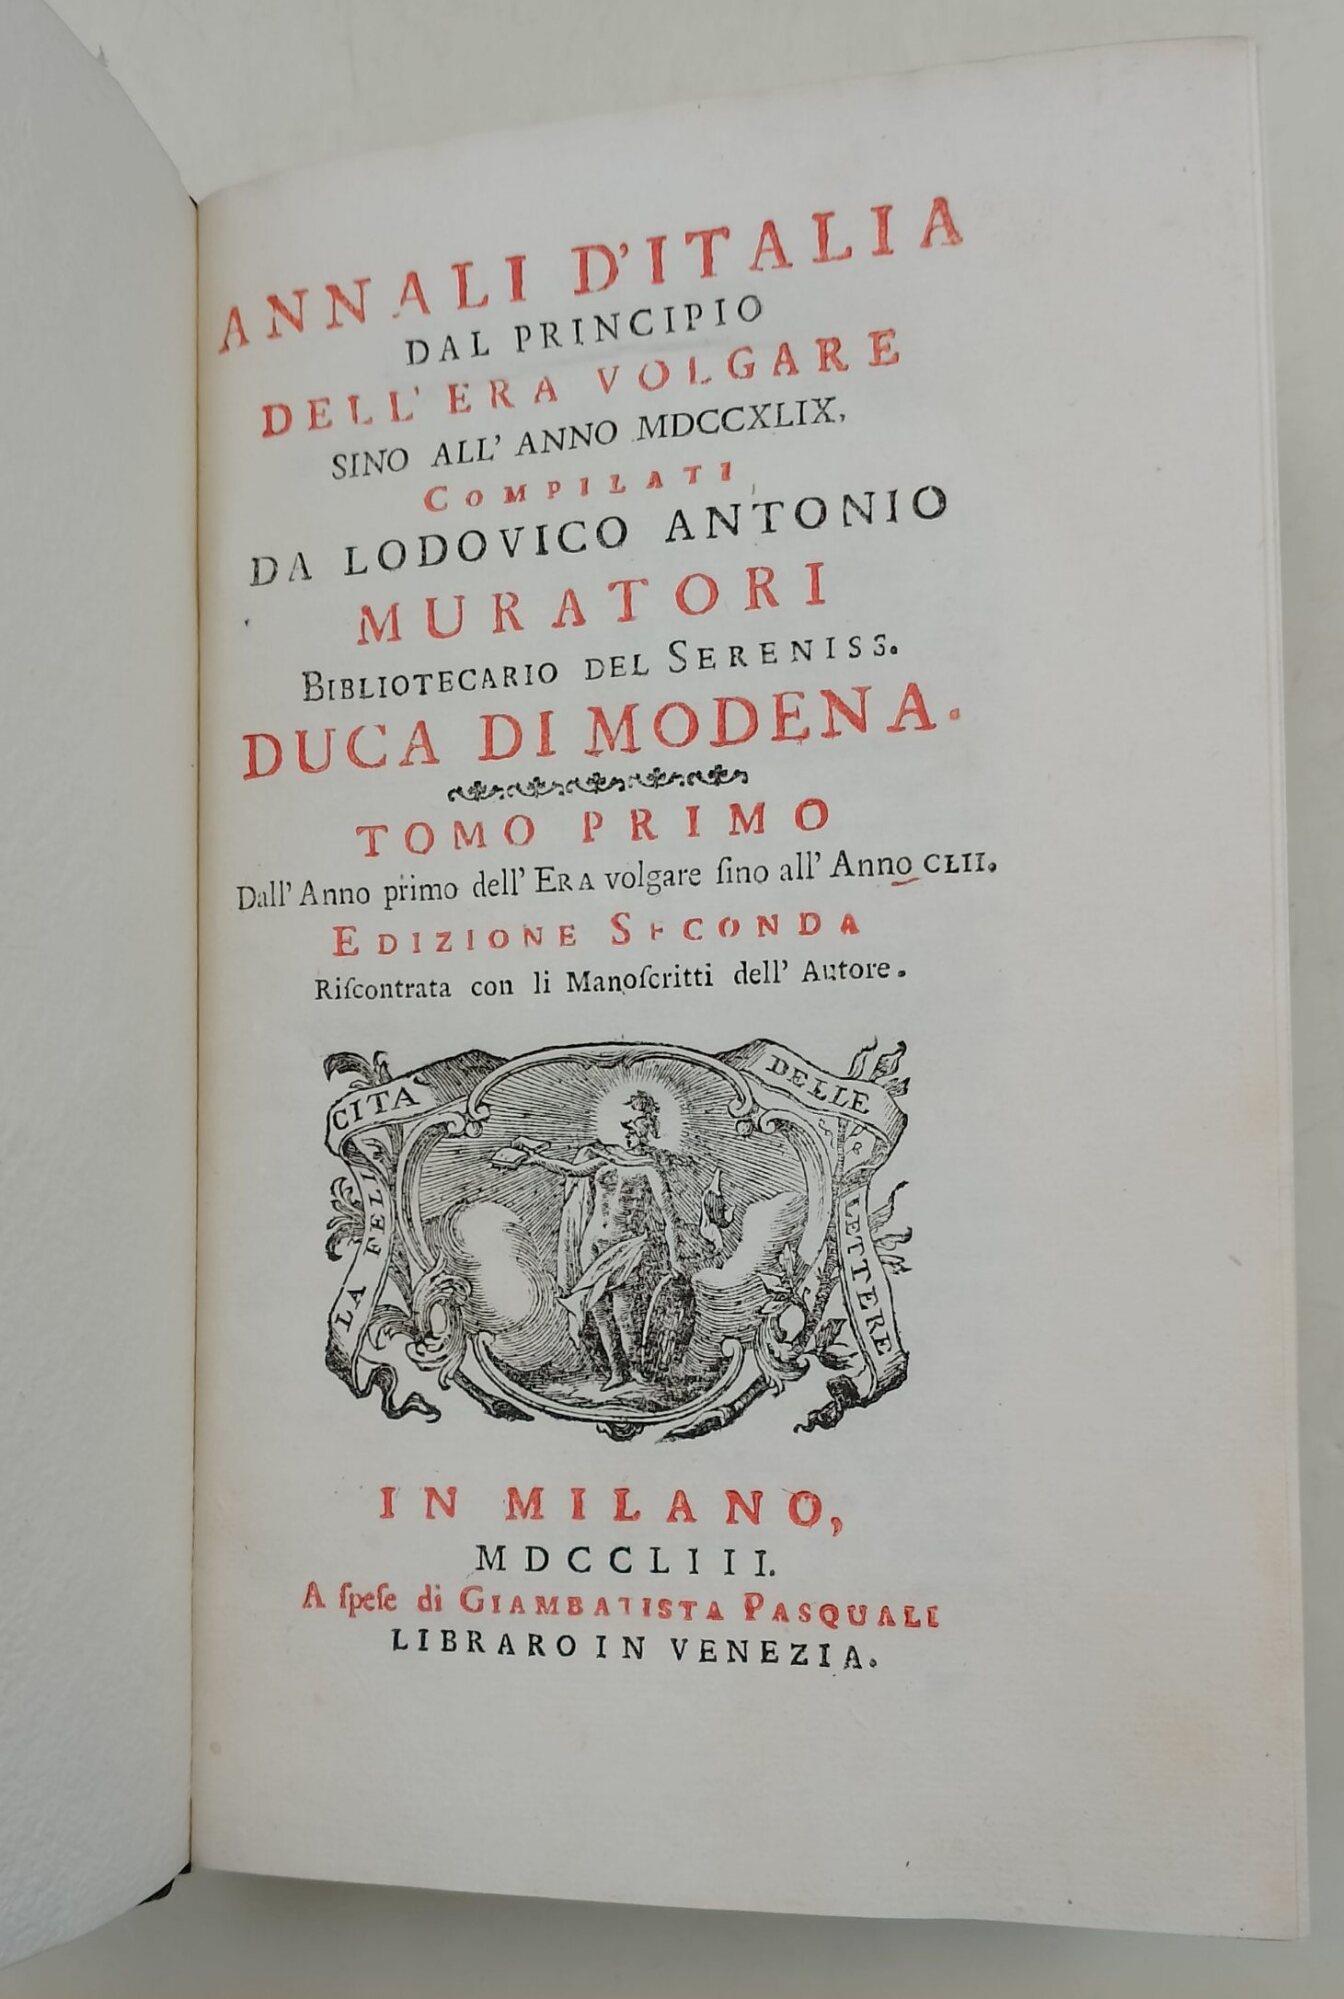 ANNALI D'ITALIA
DAL PRINCIPIO
DELL' ERA VOLGARE
SINO ALL' ANNO MDCCXLIX,
COMPILATI
DA LODOVICO ANTONIO
MURATORI
BIBLIOTECARIO DEL SERENISS.
DUCA DI MODENA.
TOMO PRIMO
Dall' Anno primo dell' ERA volgare ſino all' Anno CLII.
EDIZIONE SECONDA
Riſcontrata con li Manoſcritti dell' Autore.
LA FELICITA' DELLE LETTERE
IN MILANO,
MDCCLIII.
A ſpeſe di GIAMBATISTA PASQUALI
LIBRARO IN VENEZIA.